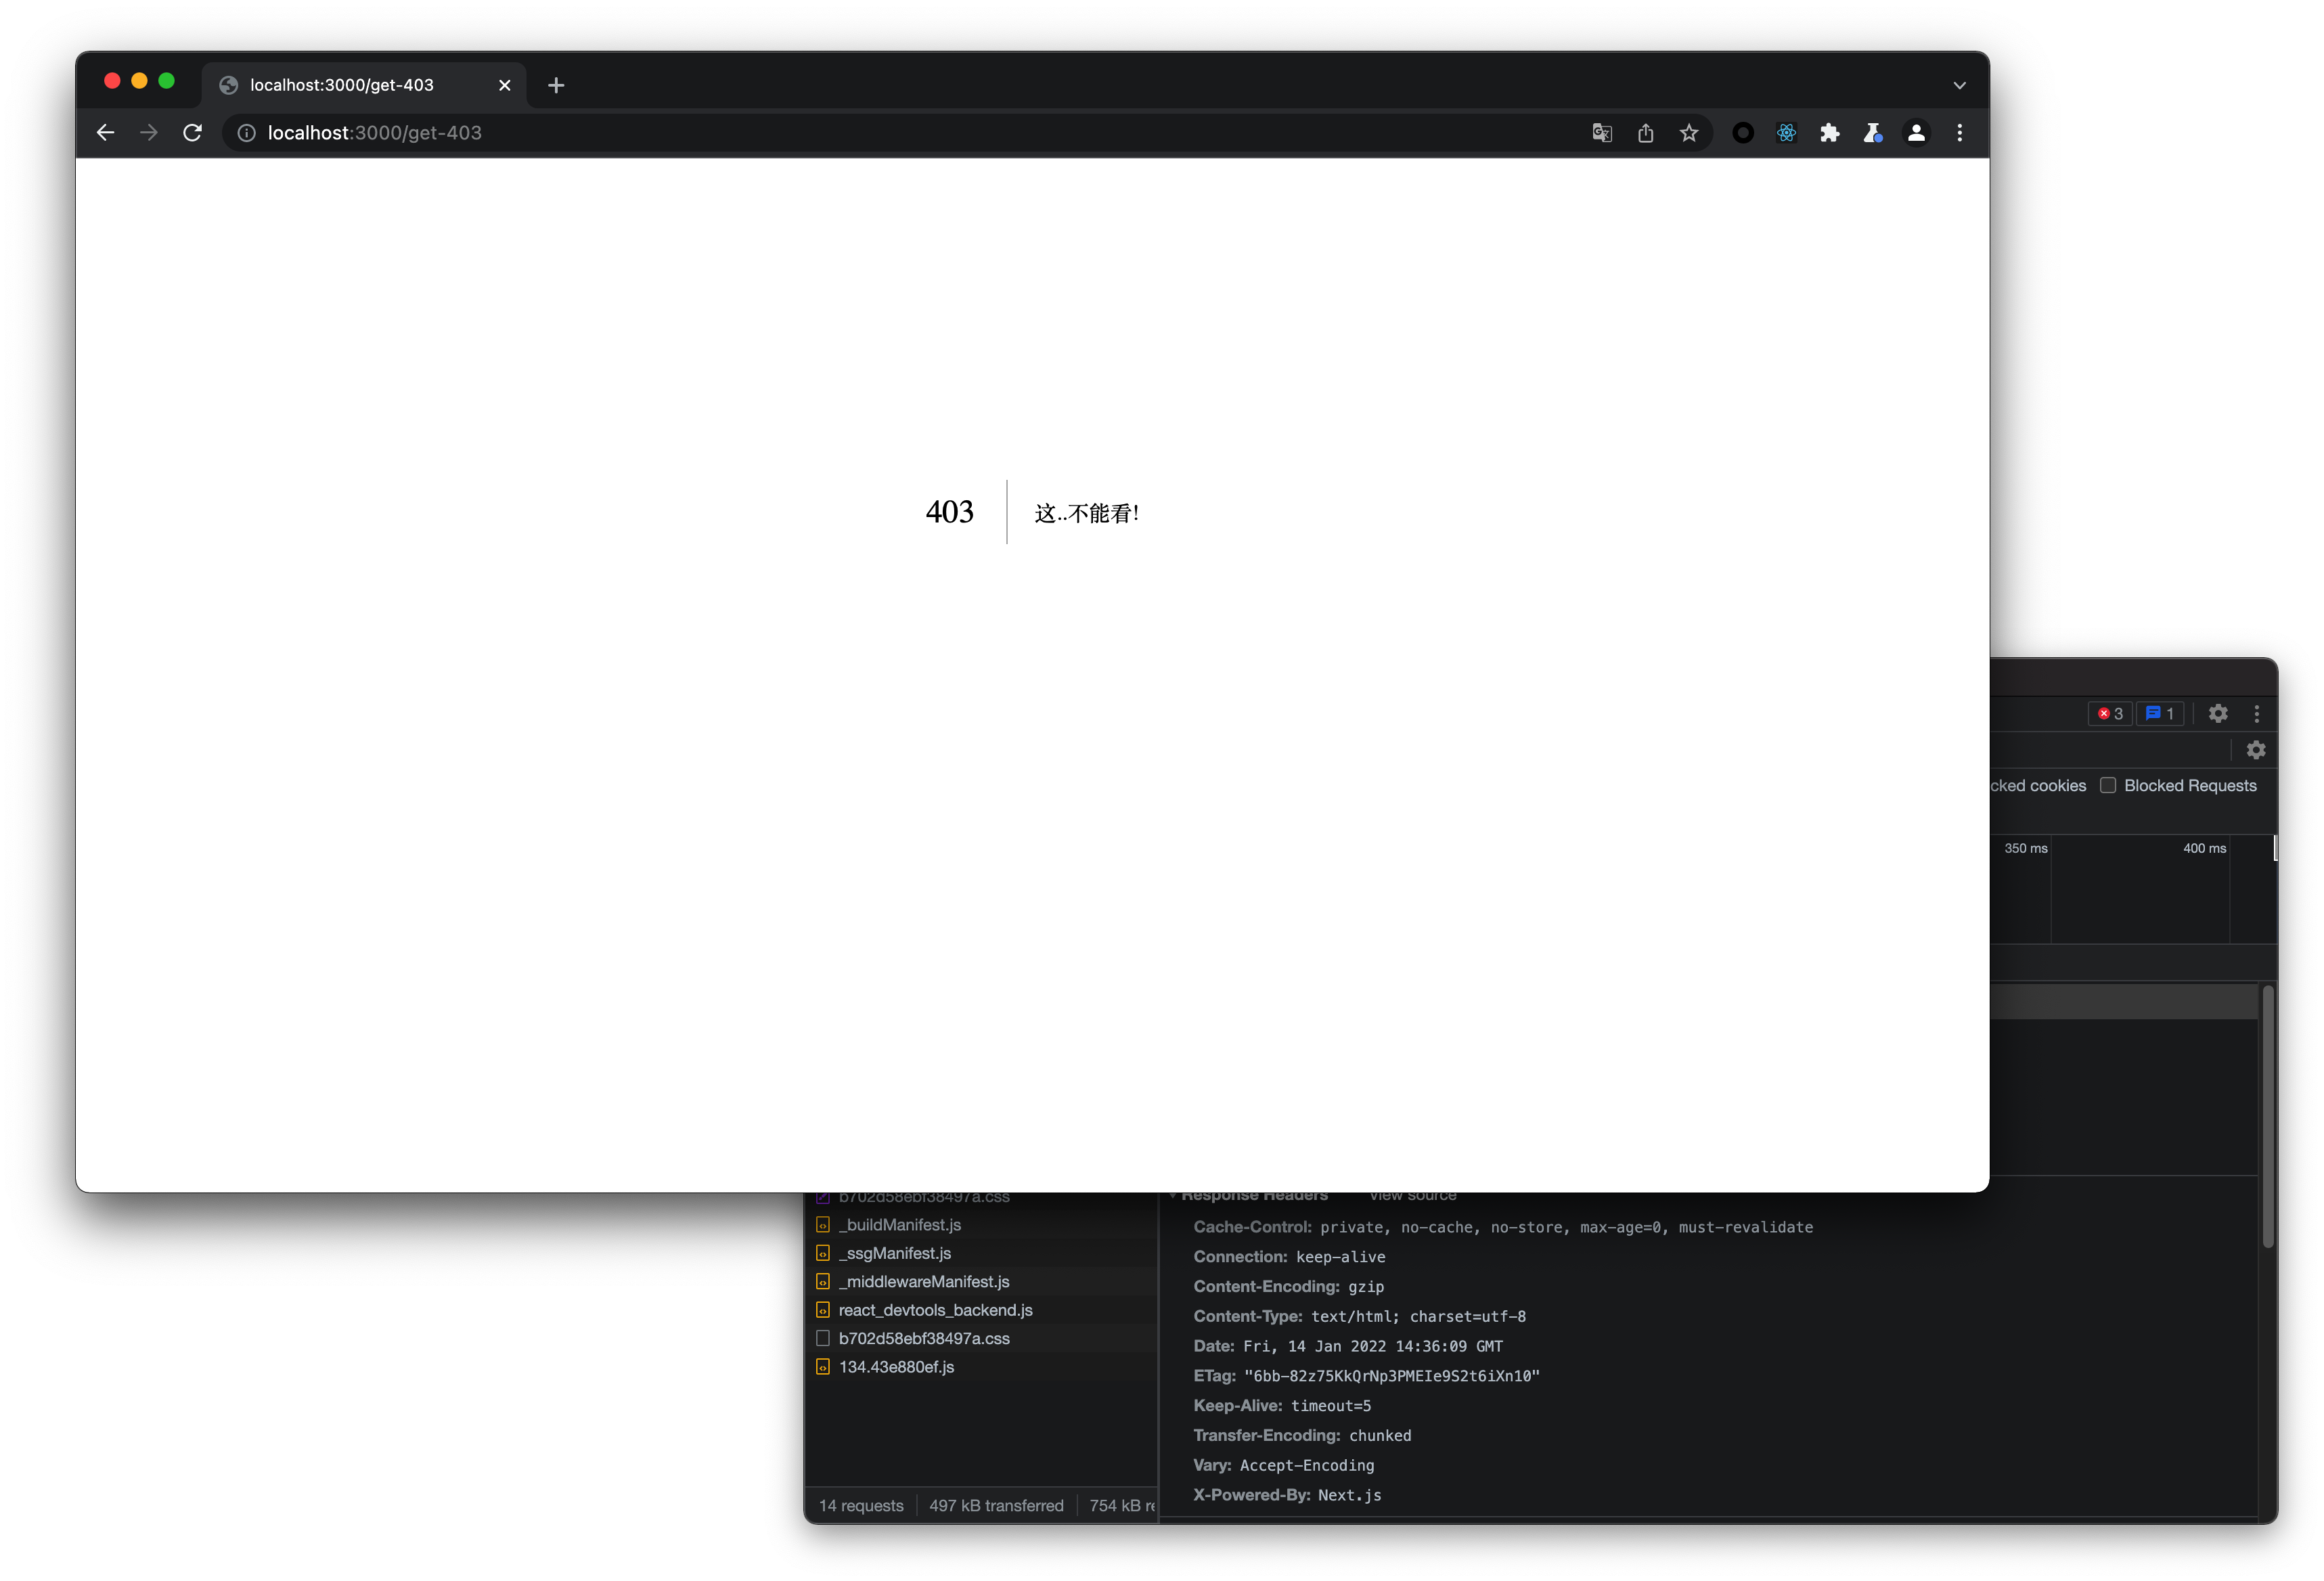 localhost:3000/get-403
localhost:3000/get-403
403
这..不能看!
3
1
cked cookies
Blocked Requests
350 ms
400 ms
b702d58ebf38497a.css
_buildManifest.js
_ssgManifest.js
_middlewareManifest.js
react_devtools_backend.js
b702d58ebf38497a.css
134.43e880ef.js
14 requests
497 kB transferred
754 kB re
Response Headers
View source
Cache-Control: private, no-cache, no-store, max-age=0, must-revalidate
Connection: keep-alive
Content-Encoding: gzip
Content-Type: text/html; charset=utf-8
Date: Fri, 14 Jan 2022 14:36:09 GMT
ETag: "6bb-82z75KkQrNp3PMEIe9S2t6iXn10"
Keep-Alive: timeout=5
Transfer-Encoding: chunked
Vary: Accept-Encoding
X-Powered-By: Next.js